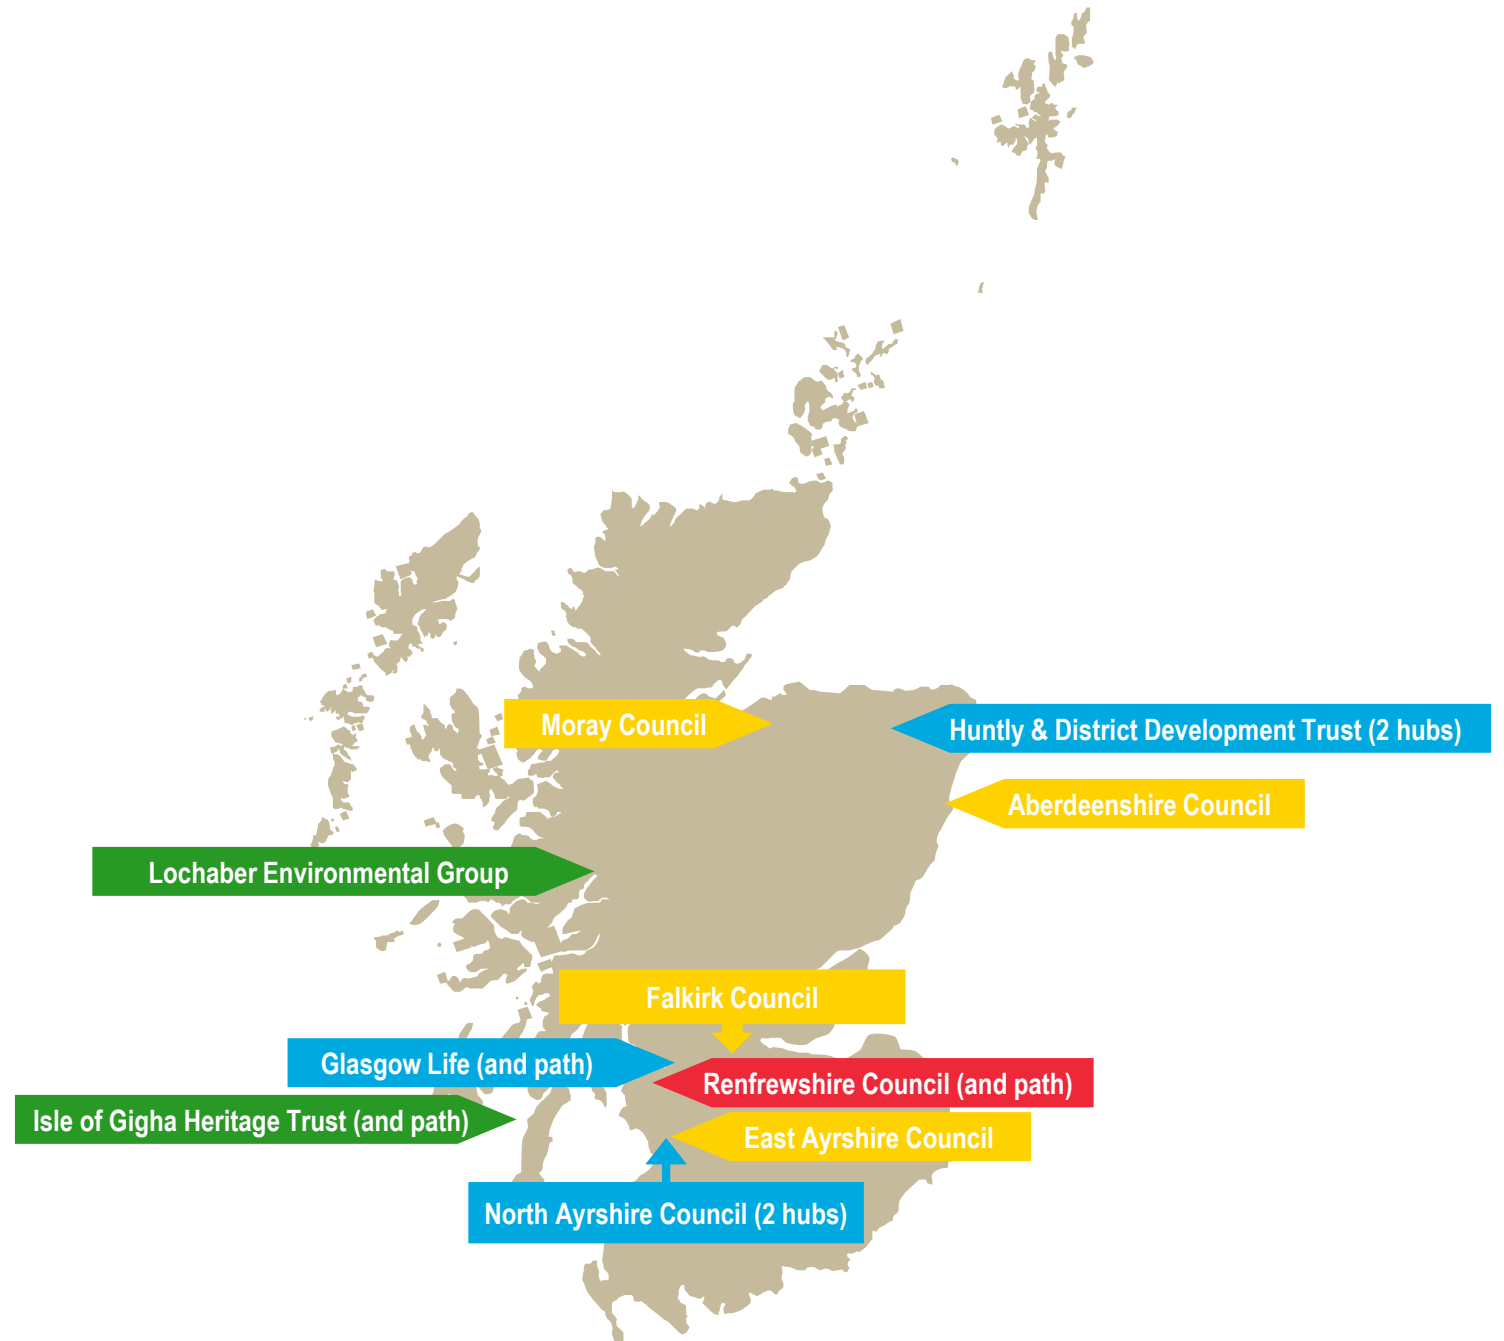 Moray Council
Huntly & District Development Trust (2 hubs)
Aberdeenshire Council
Lochaber Environmental Group
Falkirk Council
Glasgow Life (and path)
Renfrewshire Council (and path)
Isle of Gigha Heritage Trust (and path)
East Ayrshire Council
North Ayrshire Council (2 hubs)